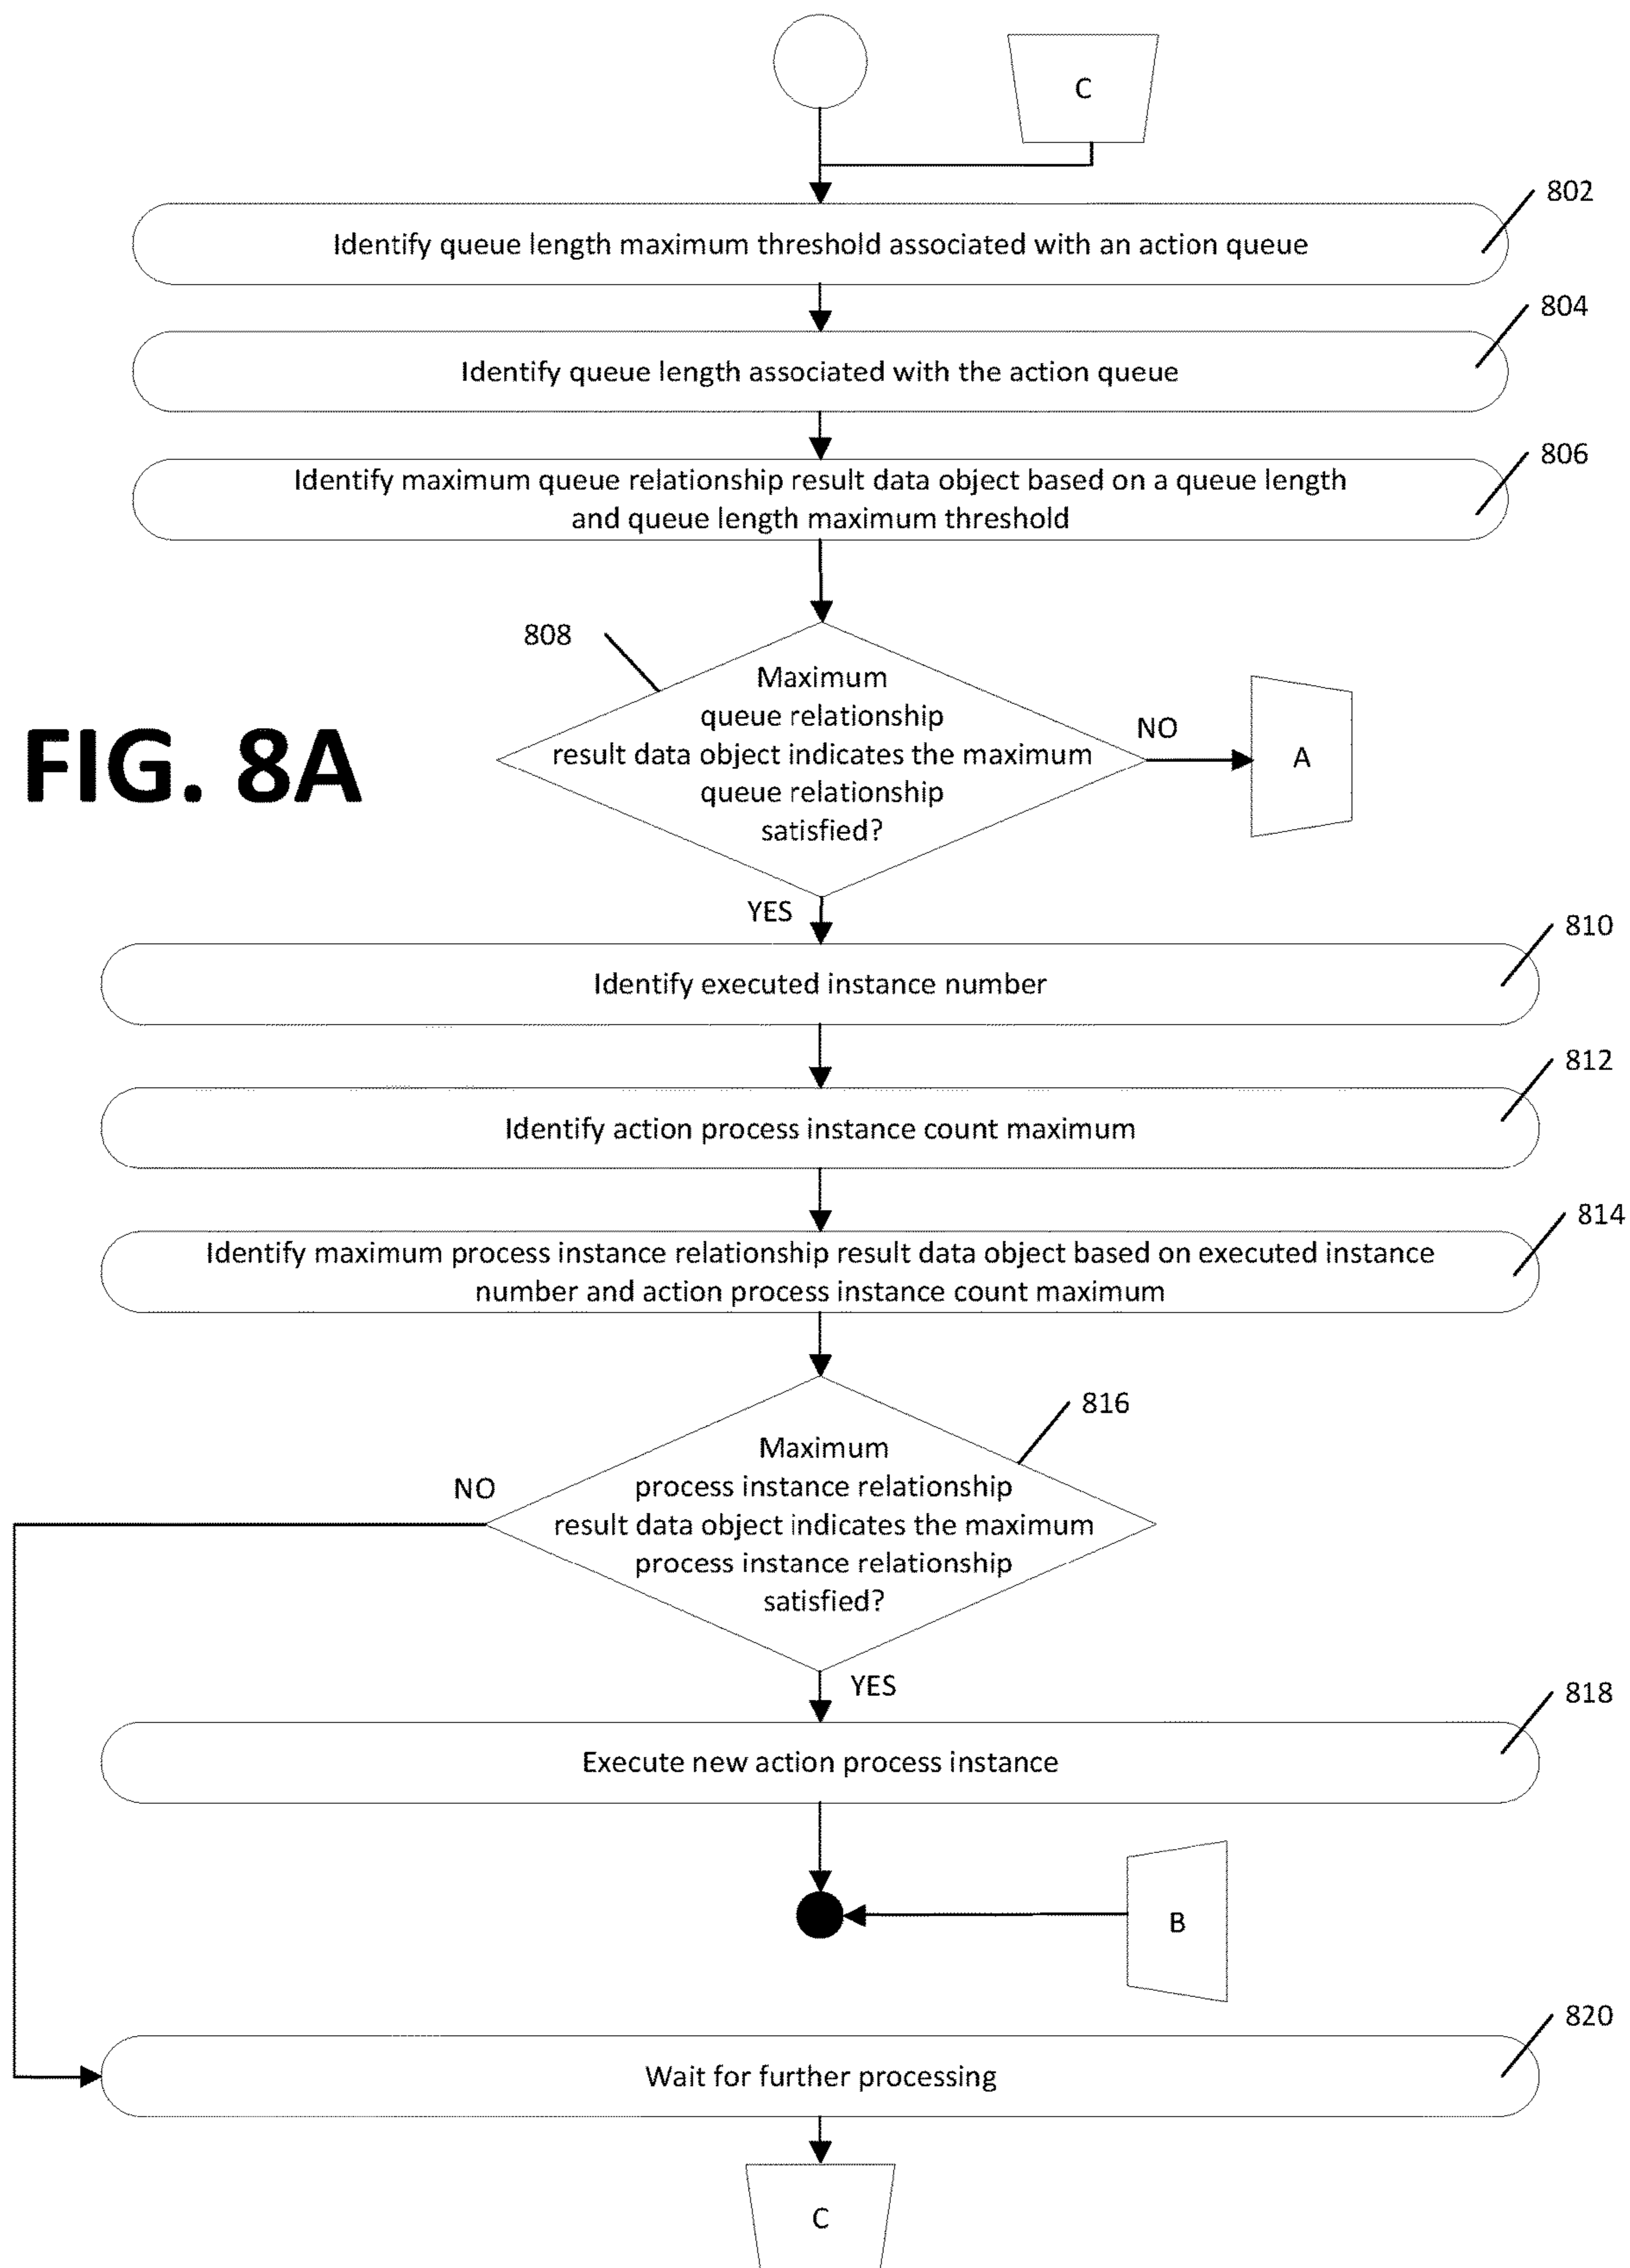 C
802
Identify queue length maximum threshold associated with an action queue
804
Identify queue length associated with the action queue
806
Identify maximum queue relationship result data object based on a queue length
and queue length maximum threshold
808
Maximum
queue relationship
result data object indicates the maximum
queue relationship
satisfied?
NO
A
FIG. 8A
YES
810
Identify executed instance number
812
Identify action process instance count maximum
814
Identify maximum process instance relationship result data object based on executed instance
number and action process instance count maximum
816
Maximum
process instance relationship
result data object indicates the maximum
process instance relationship
satisfied?
NO
YES
818
Execute new action process instance
B
820
Wait for further processing
C